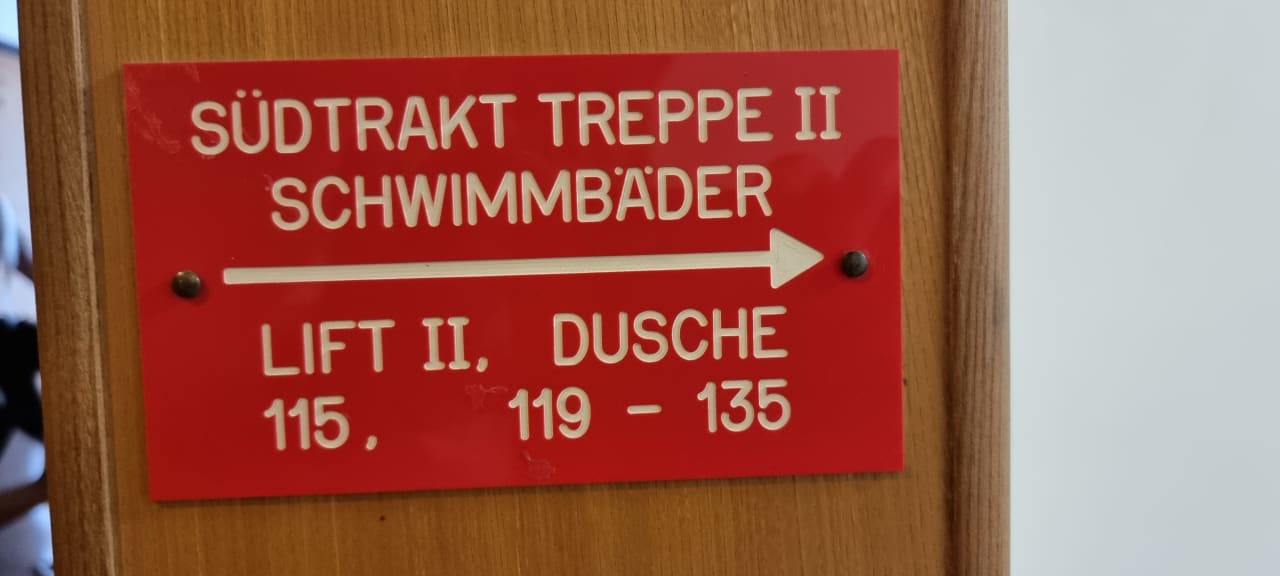 SÜDTRAKT TREPPE II
SCHWIMMBÄDER
LIFT II, DUSCHE
115, 119 - 135